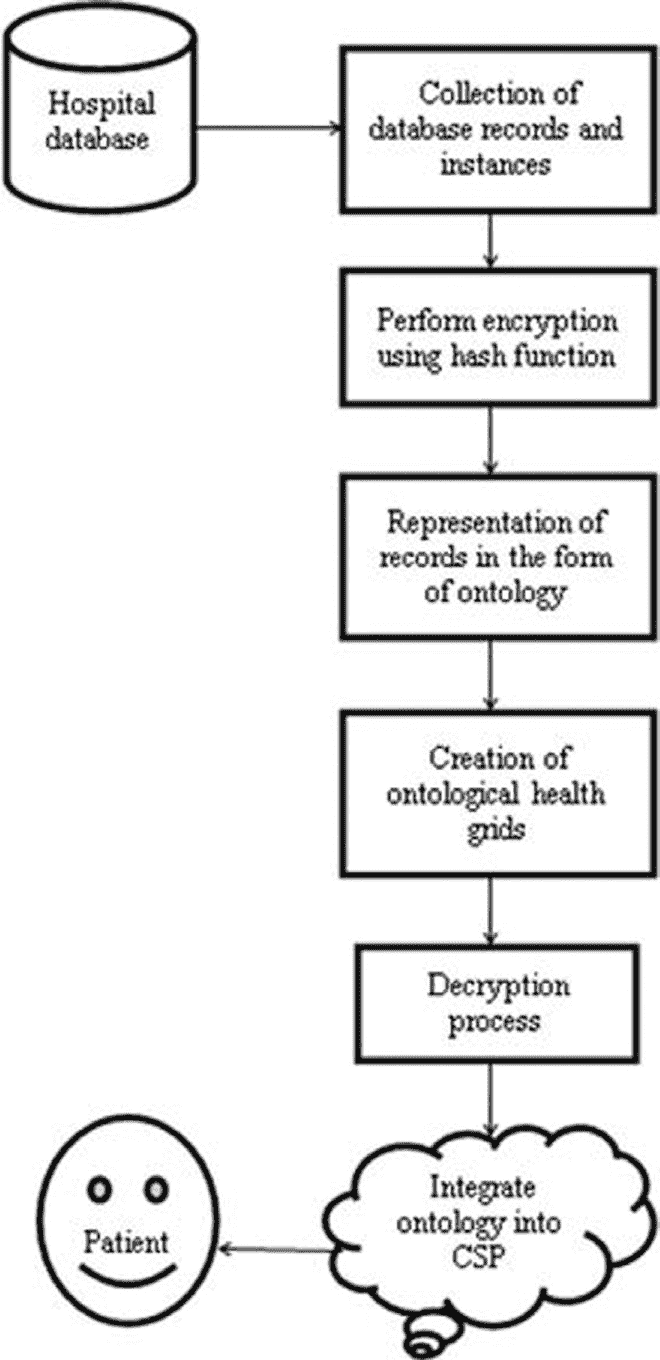 Hospital
database
Collection of
database records and
instances
Perform encryption
using hash function
Representation of
records in the form
of ontology
Creation of
ontological health
grids
Decryption
process
Integrate
ontology into
CSP
Patient